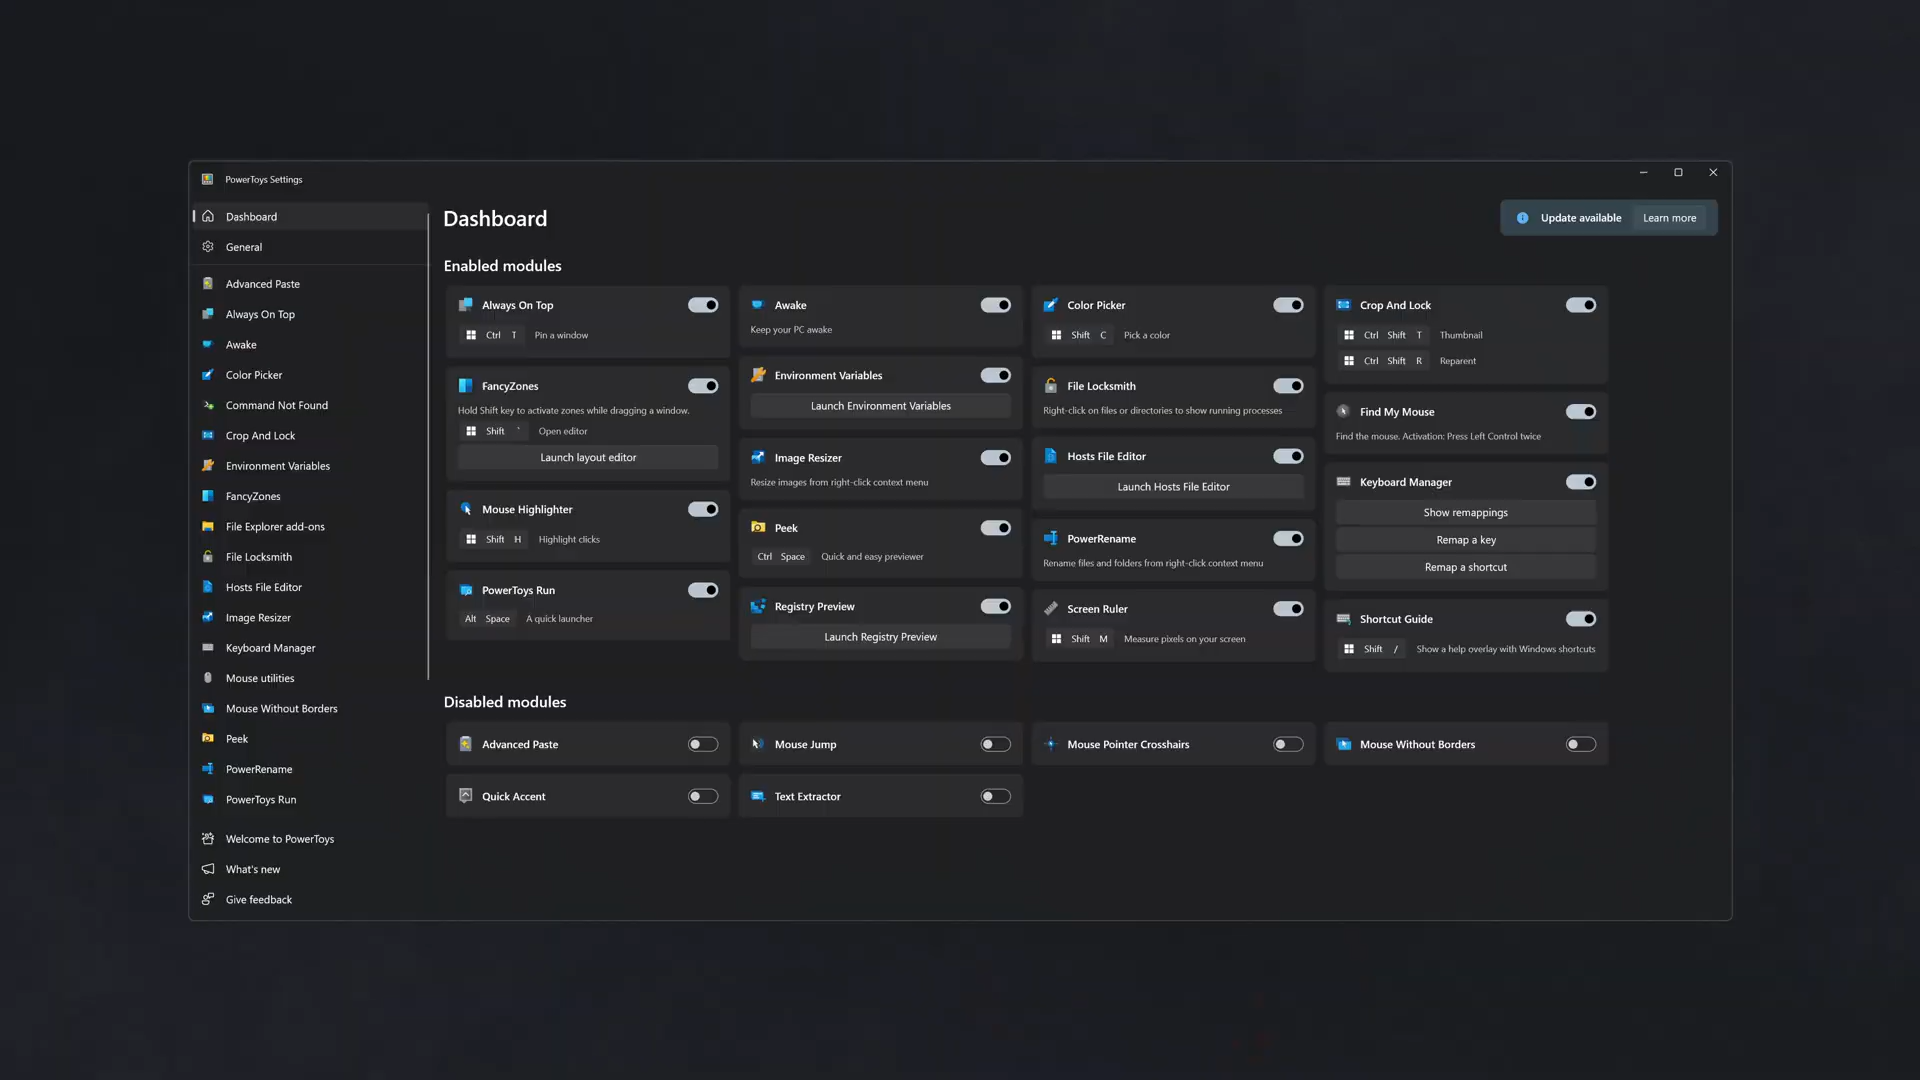 PowerToys Settings
Dashboard
General
Advanced Paste
Always On Top
Awake
Color Picker
Command Not Found
Crop And Lock
Environment Variables
FancyZones
File Explorer add-ons
File Locksmith
Hosts File Editor
Image Resizer
Keyboard Manager
Mouse utilities
Mouse Without Borders
Peek
PowerRename
PowerToys Run
Welcome to PowerToys
What's new
Give feedback
Dashboard
Update available Learn more
Enabled modules
Always On Top
Ctrl T Pin a window
FancyZones
Hold Shift key to activate zones while dragging a window.
Shift ` Open editor
Launch layout editor
Mouse Highlighter
Shift H Highlight clicks
PowerToys Run
Alt Space A quick launcher
Awake
Keep your PC awake
Environment Variables
Launch Environment Variables
Image Resizer
Resize images from right-click context menu
Peek
Ctrl Space Quick and easy previewer
Registry Preview
Launch Registry Preview
Color Picker
Shift C Pick a color
File Locksmith
Right-click on files or directories to show running processes
Hosts File Editor
Launch Hosts File Editor
PowerRename
Rename files and folders from right-click context menu
Screen Ruler
Shift M Measure pixels on your screen
Crop And Lock
Ctrl Shift T Thumbnail
Ctrl Shift R Reparent
Find My Mouse
Find the mouse. Activation: Press Left Control twice
Keyboard Manager
Show remappings
Remap a key
Remap a shortcut
Shortcut Guide
Shift / Show a help overlay with Windows shortcuts
Disabled modules
Advanced Paste
Mouse Jump
Mouse Pointer Crosshairs
Mouse Without Borders
Quick Accent
Text Extractor